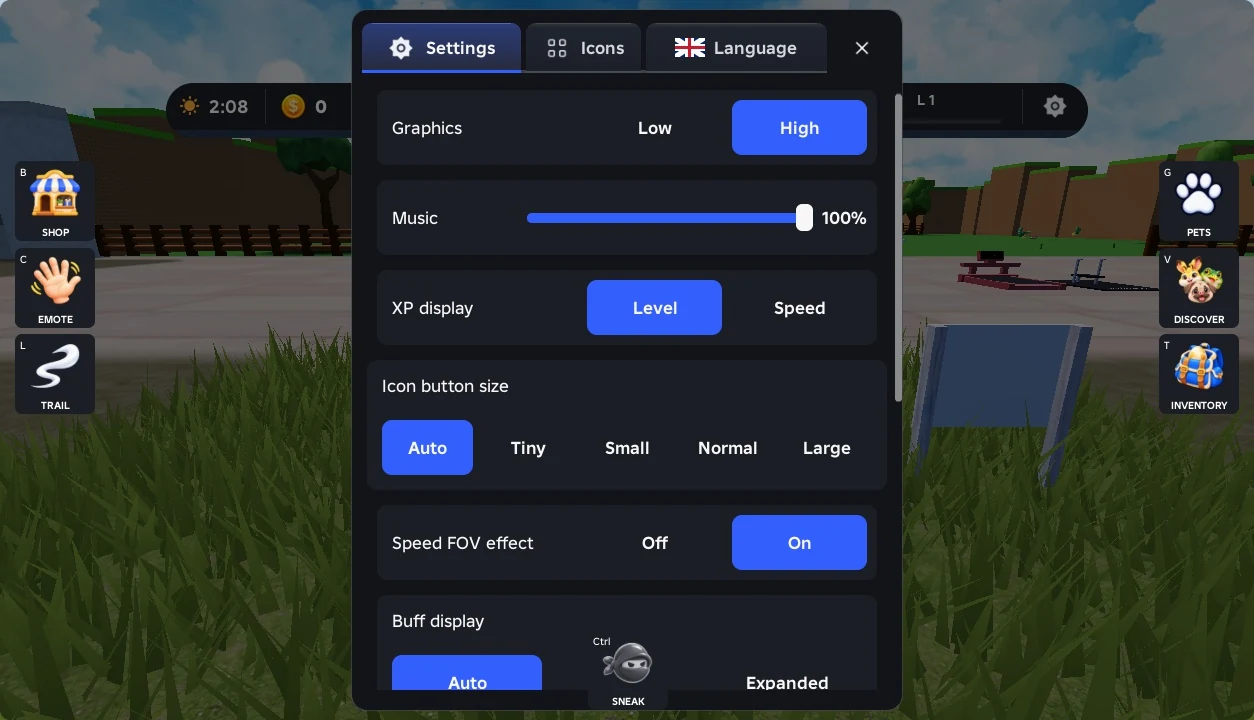 Settings
Icons
Language
2:08
0
L 1
Graphics
Low
High
Music
100%
XP display
Level
Speed
Icon button size
Auto
Tiny
Small
Normal
Large
Speed FOV effect
Off
On
Buff display
Auto
Expanded
Ctrl
SNEAK
B
SHOP
C
EMOTE
L
TRAIL
G
PETS
V
DISCOVER
T
INVENTORY